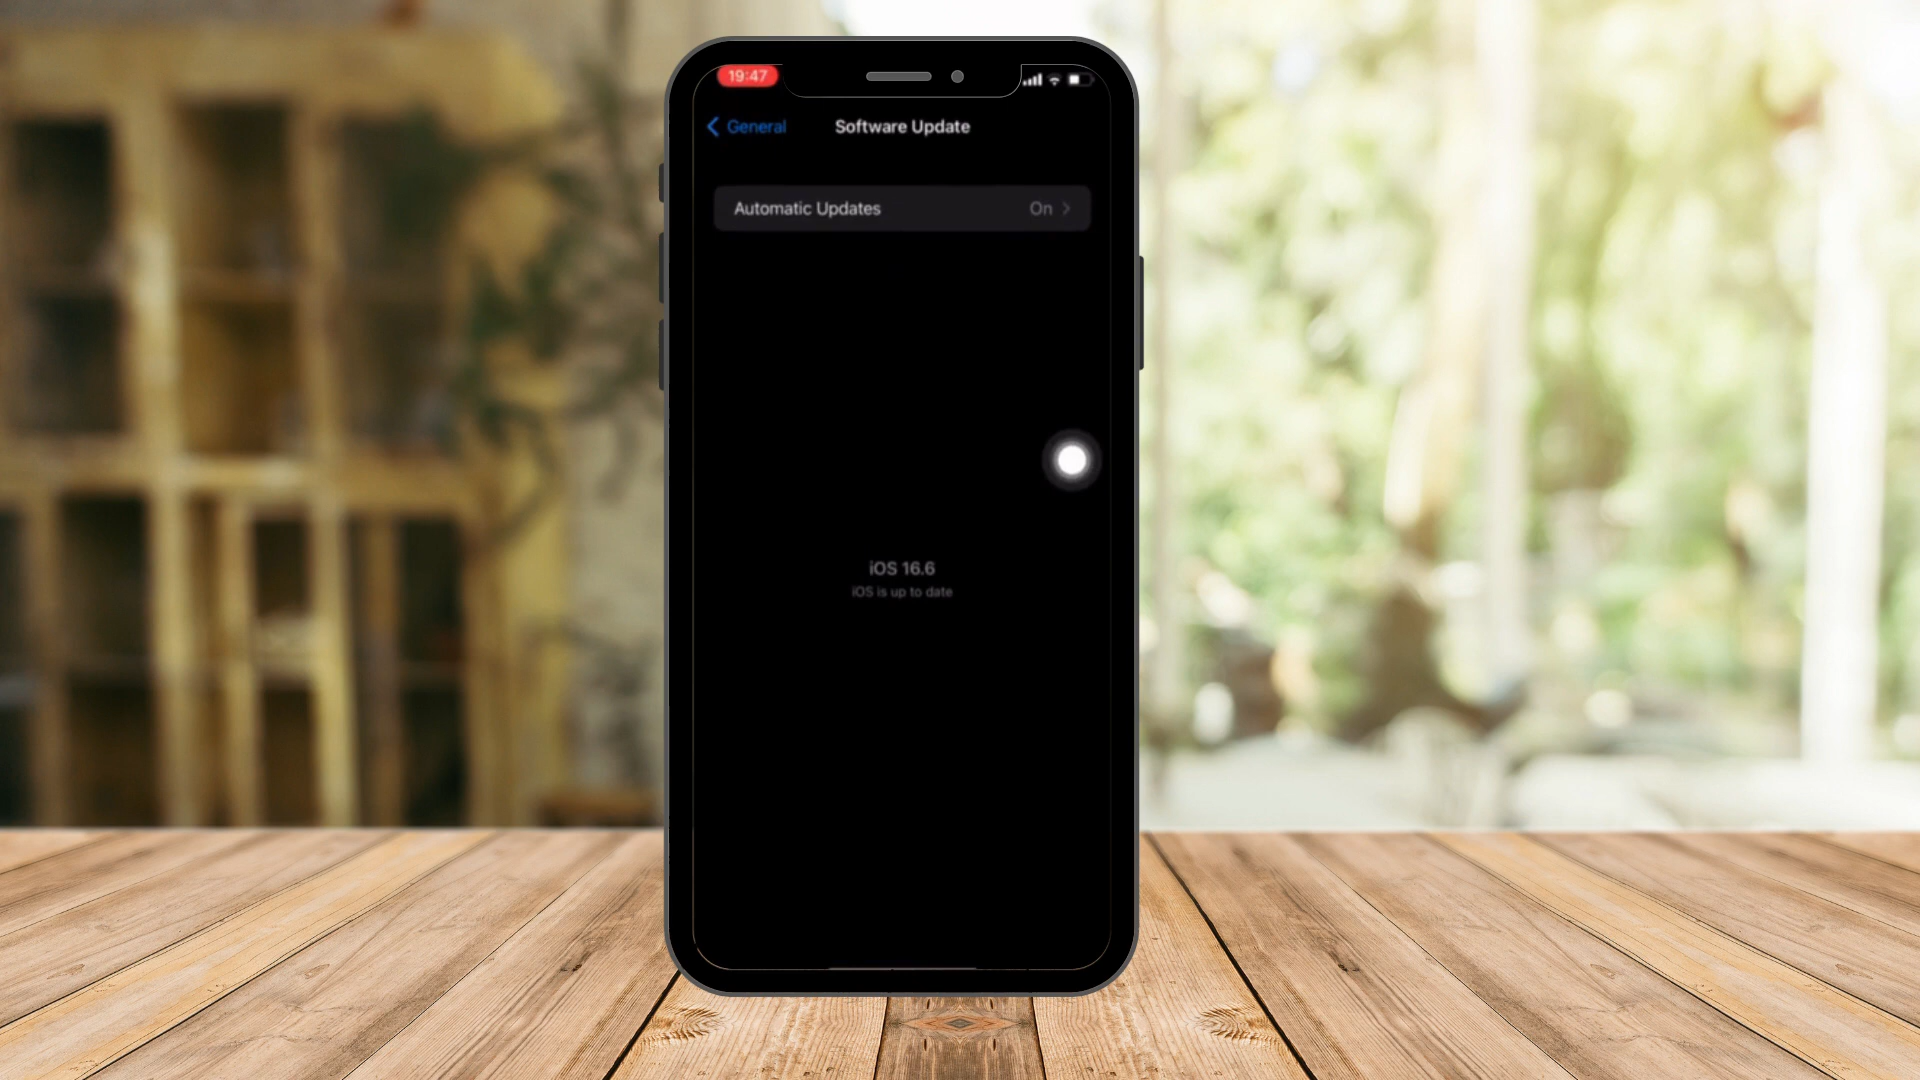 19:47
General
Software Update
Automatic Updates
On
iOS 16.6
iOS is up to date